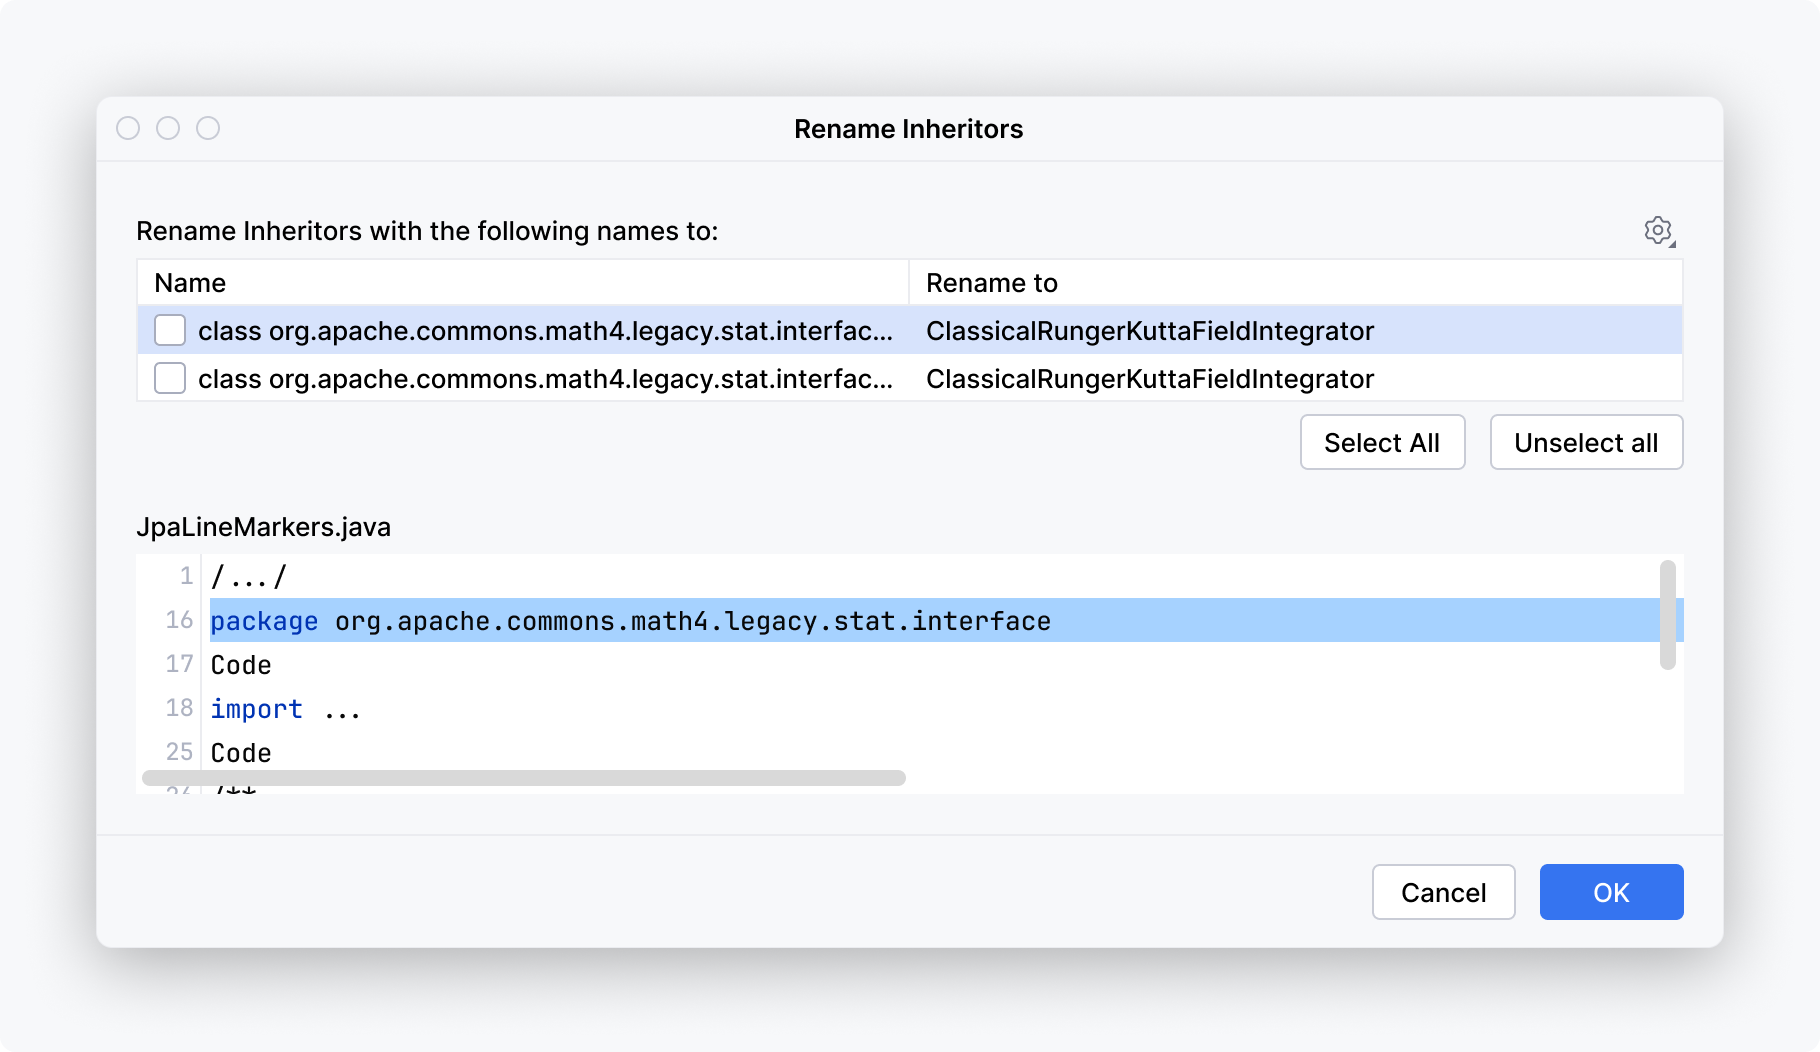 Rename Inheritors
Rename Inheritors with the following names to:
Name Rename to
class org.apache.commons.math4.legacy.stat.interfac... ClassicalRungerKuttaFieldIntegrator
class org.apache.commons.math4.legacy.stat.interfac... ClassicalRungerKuttaFieldIntegrator
Select All Unselect all
JpaLineMarkers.java
1 /.../
16 package org.apache.commons.math4.legacy.stat.interface
17 Code
18 import ...
25 Code
26 /**
Cancel OK